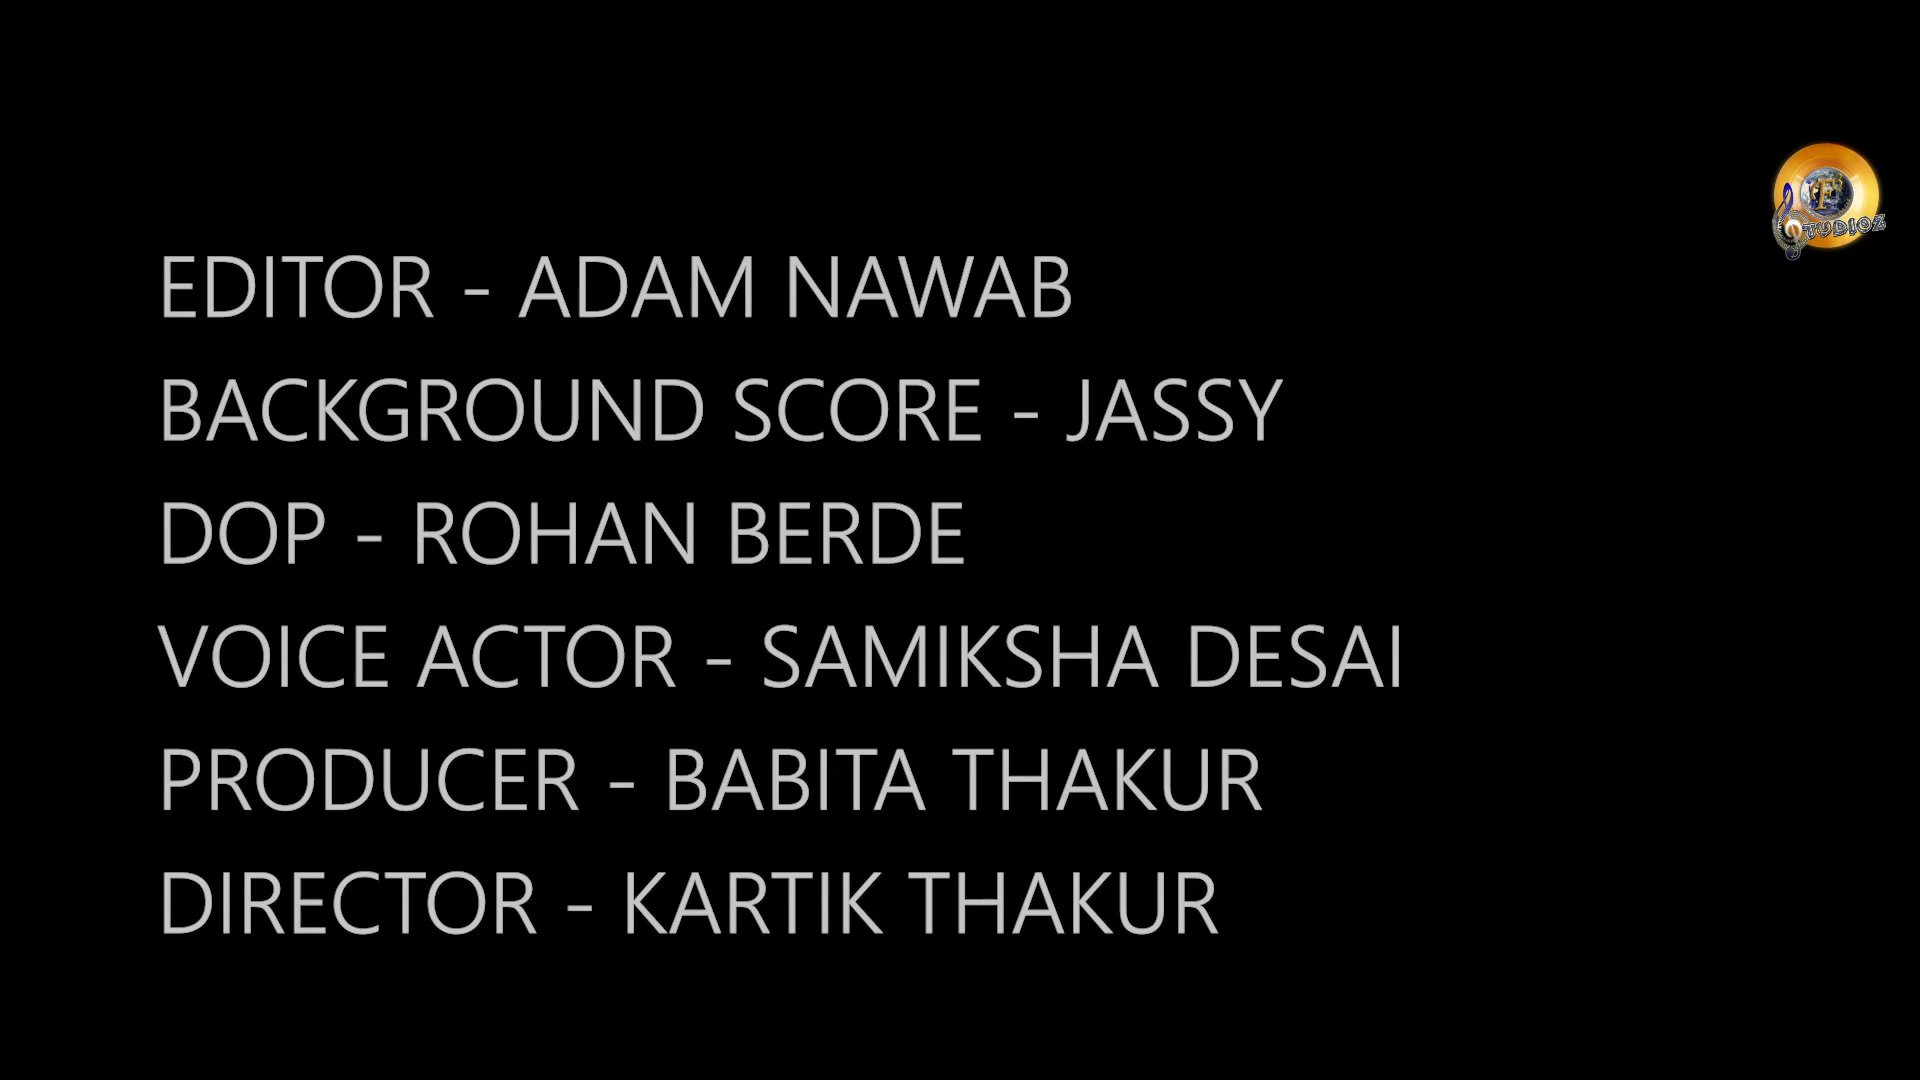 EDITOR - ADAM NAWAB
BACKGROUND SCORE - JASSY
DOP - ROHAN BERDE
VOICE ACTOR - SAMIKSHA DESAI
PRODUCER - BABITA THAKUR
DIRECTOR - KARTIK THAKUR
TUDIOZ